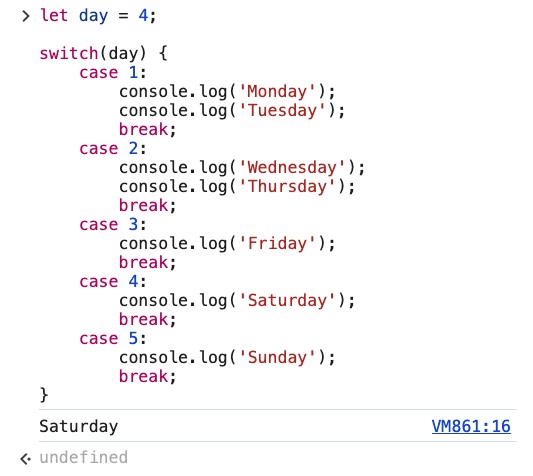 let day = 4;
switch(day) {
    case 1:
        console.log('Monday');
        console.log('Tuesday');
        break;
    case 2:
        console.log('Wednesday');
        console.log('Thursday');
        break;
    case 3:
        console.log('Friday');
        break;
    case 4:
        console.log('Saturday');
        break;
    case 5:
        console.log('Sunday');
        break;
}
Saturday VM861:16
undefined